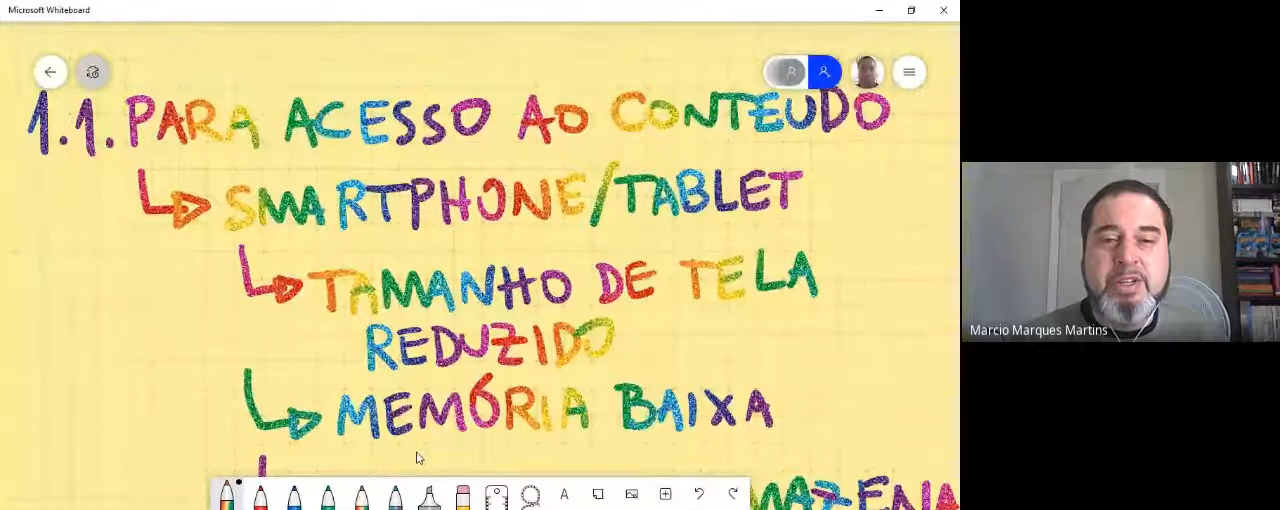 Microsoft Whiteboard
1.1. PARA ACESSO AO CONTEUDO
SMARTPHONE/TABLET
TAMANHO DE TELA
REDUZIDO
MEMÓRIA BAIXA
Marcio Marques Martins